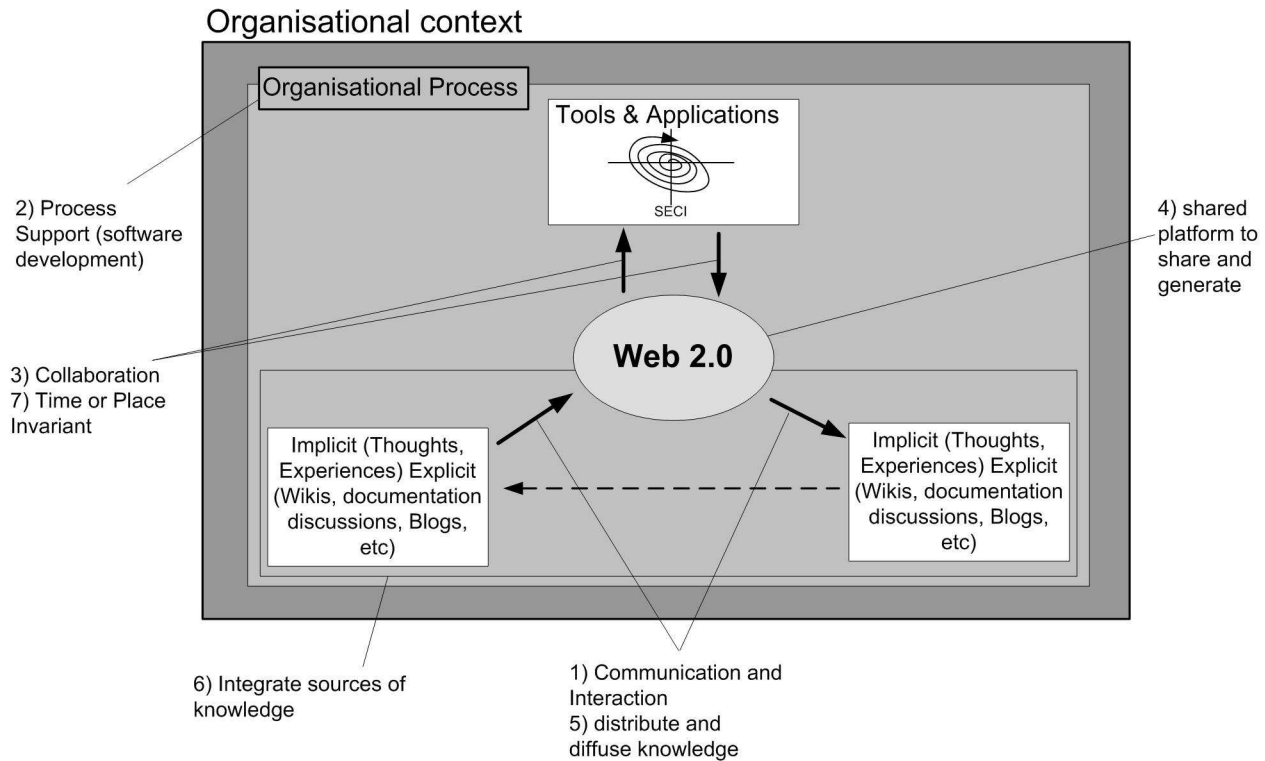 Organisational context
Organisational Process
Tools & Applications
SECI
2) Process
Support (software
development)
4) shared
platform to
share and
generate
Web 2.0
3) Collaboration
7) Time or Place
Invariant
Implicit (Thoughts,
Experiences) Explicit
(Wikis, documentation
discussions, Blogs,
etc)
Implicit (Thoughts,
Experiences) Explicit
(Wikis, documentation
discussions, Blogs,
etc)
6) Integrate sources of
knowledge
1) Communication and
Interaction
5) distribute and
diffuse knowledge